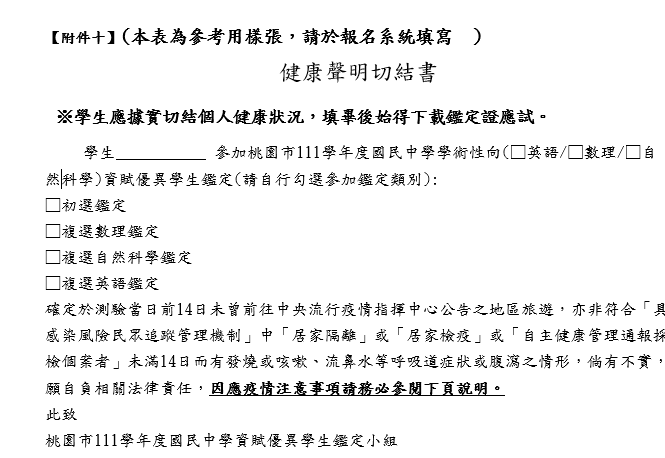 【附件十】(本表為參考用樣張，請於報名系統填寫　)
健康聲明切結書
※學生應據實切結個人健康狀況，填畢後始得下載鑑定證應試。
學生__________ 參加桃園市111學年度國民中學學術性向(□英語/□數理/□自
然科學)資賦優異學生鑑定(請自行勾選參加鑑定類別):
□初選鑑定
□複選數理鑑定
□複選自然科學鑑定
□複選英語鑑定
確定於測驗當日前14日未曾前往中央流行疫情指揮中心公告之地區旅遊，亦非符合「具
感染風險民眾追蹤管理機制」中「居家隔離」或「居家檢疫」或「自主健康管理通報採
檢個案者」未滿14日而有發燒或咳嗽、流鼻水等呼吸道症狀或腹瀉之情形，倘有不實，
願自負相關法律責任，因應疫情注意事項請務必參閱下頁說明。
此致
桃園市111學年度國民中學資賦優異學生鑑定小組